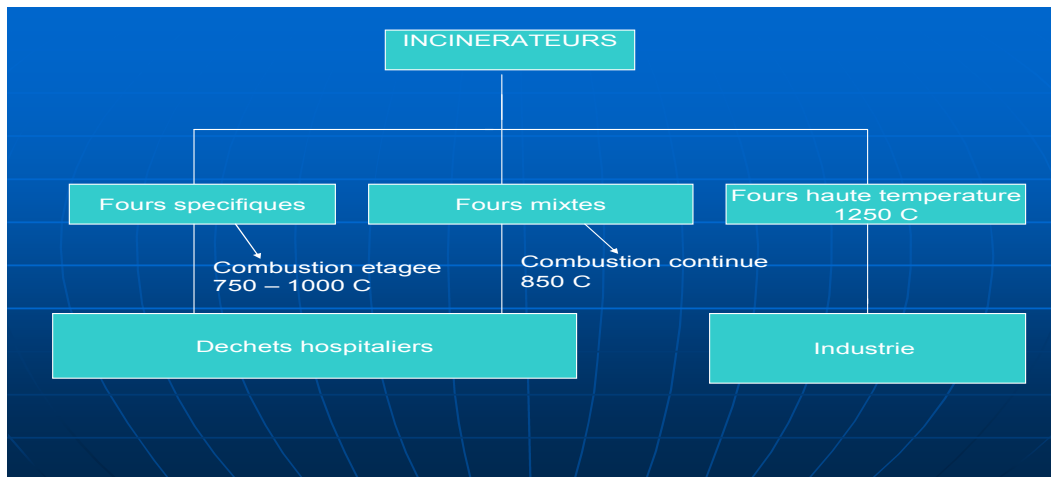 INCINERATEURS
Fours specifiques
Fours mixtes
Fours haute temperature
1250 C
Combustion etagee
750 – 1000 C
Combustion continue
850 C
Dechets hospitaliers
Industrie